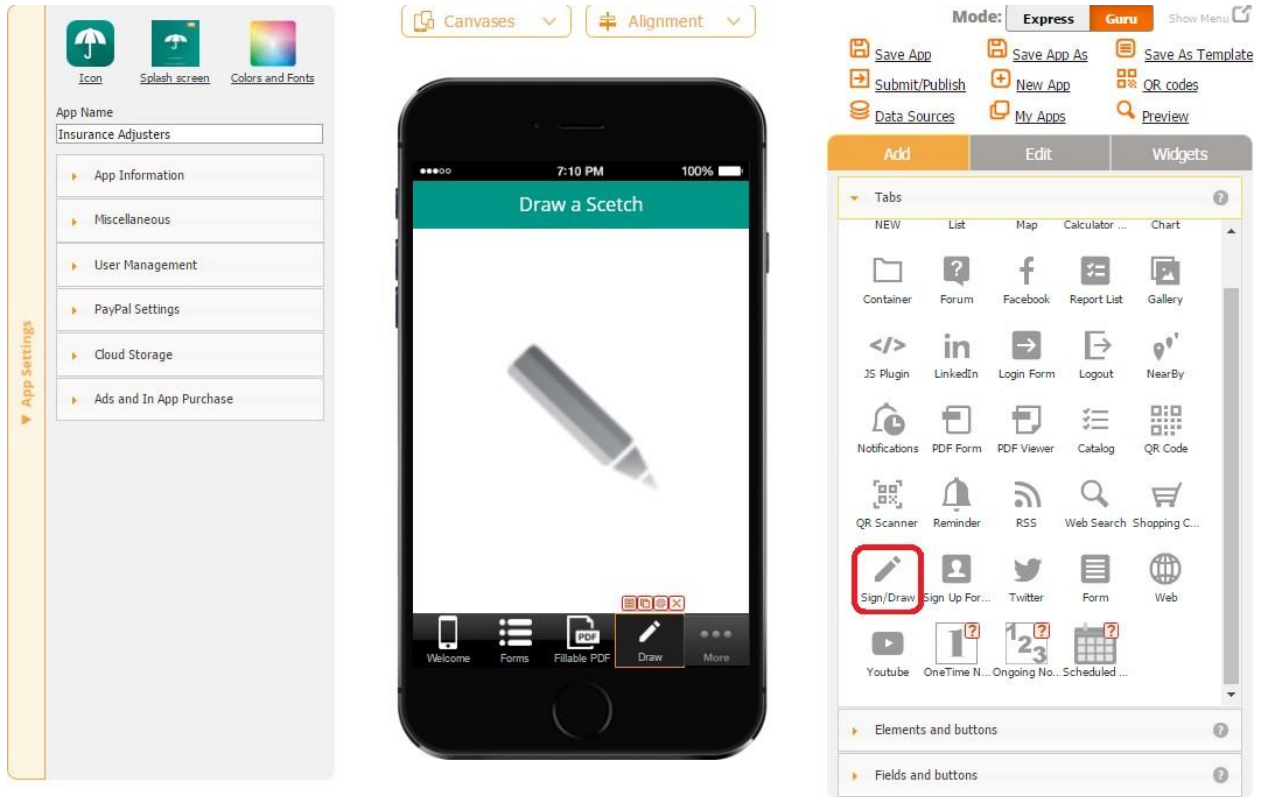 ▼ App Settings
Icon
Splash screen
Colors and Fonts
App Name
Insurance Adjusters
App Information
Miscellaneous
User Management
PayPal Settings
Cloud Storage
Ads and In App Purchase
Canvases
Alignment
7:10 PM
100%
Draw a Scetch
PDF
Welcome
Forms
Fillable PDF
Draw
More
Mode:
Express
Guru
Show Menu
Save App
Save App As
Save As Template
Submit/Publish
New App
QR codes
Data Sources
My Apps
Preview
Add
Edit
Widgets
Tabs
?
NEW
List
Map
Calculator ...
Chart
?
f
Container
Forum
Facebook
Report List
Gallery
</>
in
JS Plugin
LinkedIn
Login Form
Logout
NearBy
Notifications
PDF Form
PDF Viewer
Catalog
QR Code
QR Scanner
Reminder
RSS
Web Search
Shopping C...
Sign/Draw
Sign Up For...
Twitter
Form
Web
1
?
123
?
?
Youtube
OneTime N...
Ongoing No...
Scheduled ...
Elements and buttons
?
Fields and buttons
?